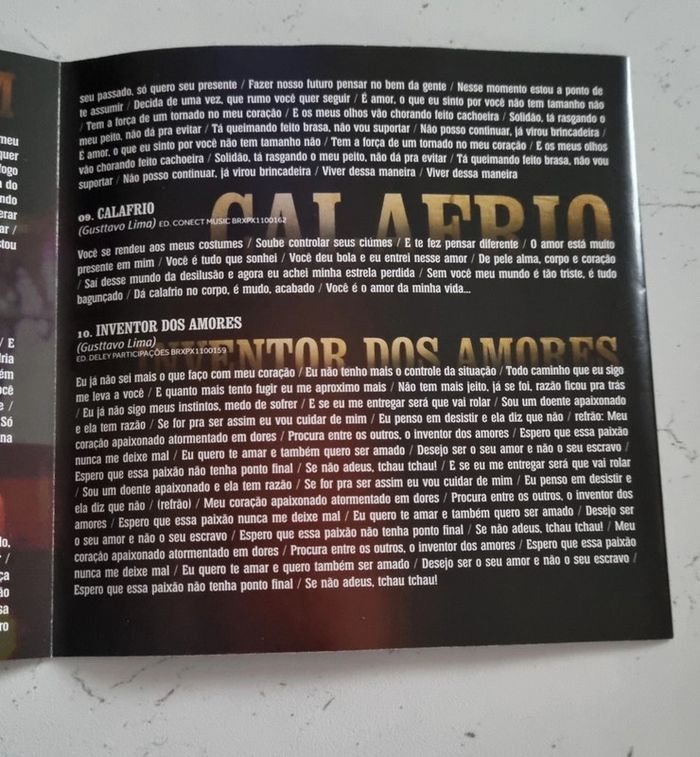 seu passado, só quero seu presente / Fazer nosso futuro pensar no bem da gente / Nesse momento estou a ponto de
te assumir / Decida de uma vez, que rumo você quer seguir / É amor, o que eu sinto por você não tem tamanho não
/ Tem a força de um tornado no meu coração / E os meus olhos vão chorando feito cachoeira / Solidão, tá rasgando o
meu peito, não dá pra evitar / Tá queimando feito brasa, não vou suportar / Não posso continuar, já virou brincadeira /
É amor, o que eu sinto por você não tem tamanho não / Tem a força de um tornado no meu coração / E os meus olhos
vão chorando feito cachoeira / Solidão, tá rasgando o meu peito, não dá pra evitar / Tá queimando feito brasa, não vou
suportar / Não posso continuar, já virou brincadeira / Viver dessa maneira / Viver dessa maneira
CALAFRIO
09. CALAFRIO
(Gusttavo Lima) ED. CONECT MUSIC BRXPX1100162
Você se rendeu aos meus costumes / Soube controlar seus ciúmes / E te fez pensar diferente / O amor está muito
presente em mim / Você é tudo que sonhei / Você deu bola e eu entrei nesse amor / De pele alma, corpo e coração
/ Saí desse mundo da desilusão e agora eu achei minha estrela perdida / Sem você meu mundo é tão triste, é tudo
bagunçado / Dá calafrio no corpo, é mudo, acabado / Você é o amor da minha vida...
10. INVENTOR DOS AMORES
(Gusttavo Lima)
INVENTOR DOS AMORES
ED. DELEY PARTICIPAÇÕES BRXPX1100159
Eu já não sei mais o que faço com meu coração / Eu não tenho mais o controle da situação / Todo caminho que eu sigo
me leva a você / E quanto mais tento fugir eu me aproximo mais / Não tem mais jeito, já se foi, razão ficou pra trás
/ Eu já não sigo meus instintos, medo de sofrer / E se eu me entregar será que vai rolar / Sou um doente apaixonado
e ela tem razão / Se for pra ser assim eu vou cuidar de mim / Eu penso em desistir e ela diz que não / refrão: Meu
coração apaixonado atormentado em dores / Procura entre os outros, o inventor dos amores / Espero que essa paixão
nunca me deixe mal / Eu quero te amar e também quero ser amado / Desejo ser o seu amor e não o seu escravo /
Espero que essa paixão não tenha ponto final / Se não adeus, tchau tchau! / E se eu me entregar será que vai rolar
/ Sou um doente apaixonado e ela tem razão / Se for pra ser assim eu vou cuidar de mim / Eu penso em desistir e
ela diz que não / (refrão) / Meu coração apaixonado atormentado em dores / Procura entre os outros, o inventor dos
amores / Espero que essa paixão nunca me deixe mal / Eu quero te amar e também quero ser amado / Desejo ser
o seu amor e não o seu escravo / Espero que essa paixão não tenha ponto final / Se não adeus, tchau tchau! / Meu
coração apaixonado atormentado em dores / Procura entre os outros, o inventor dos amores / Espero que essa paixão
nunca me deixe mal / Eu quero te amar e quero também ser amado / Desejo ser o seu amor e não o seu escravo /
Espero que essa paixão não tenha ponto final / Se não adeus, tchau tchau!